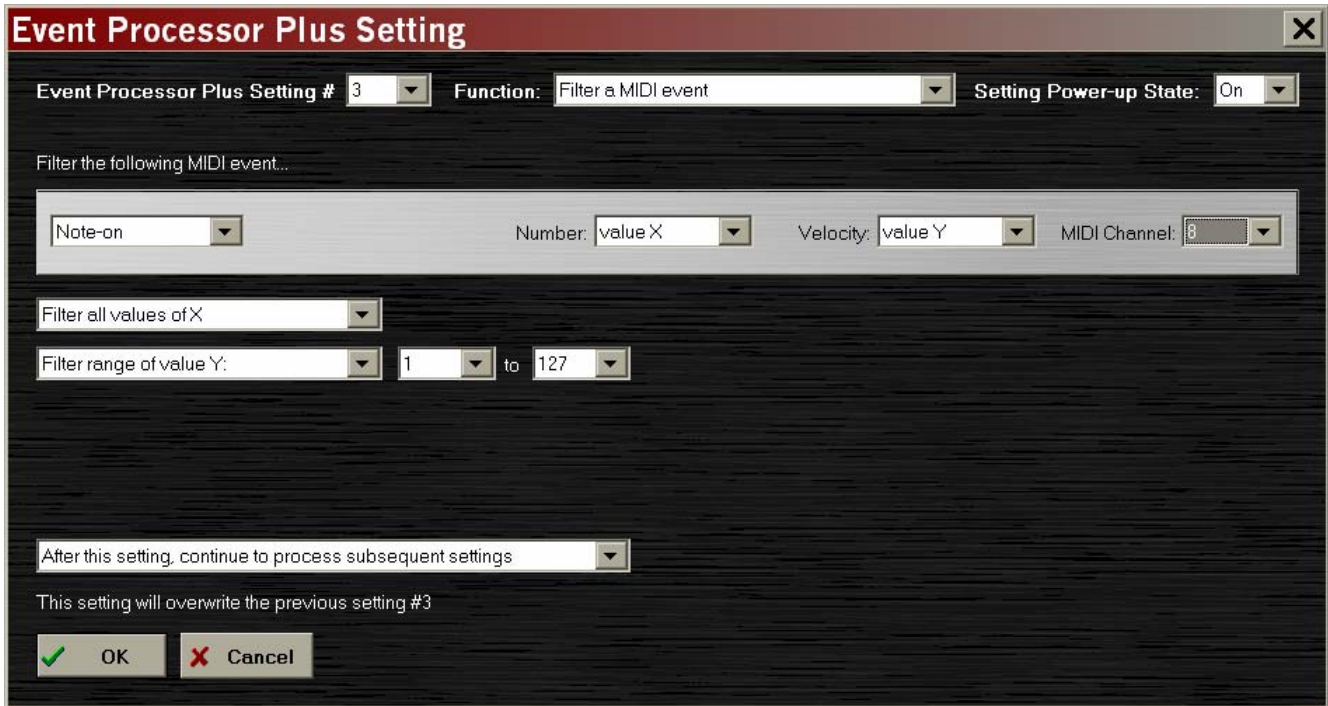 Event Processor Plus Setting
Event Processor Plus Setting # 3 Function: Filter a MIDI event Setting Power-up State: On
Filter the following MIDI event...
Note-on Number: value X Velocity: value Y MIDI Channel: 8
Filter all values of X
Filter range of value Y: 1 to 127
After this setting, continue to process subsequent settings
This setting will overwrite the previous setting #3
OK Cancel